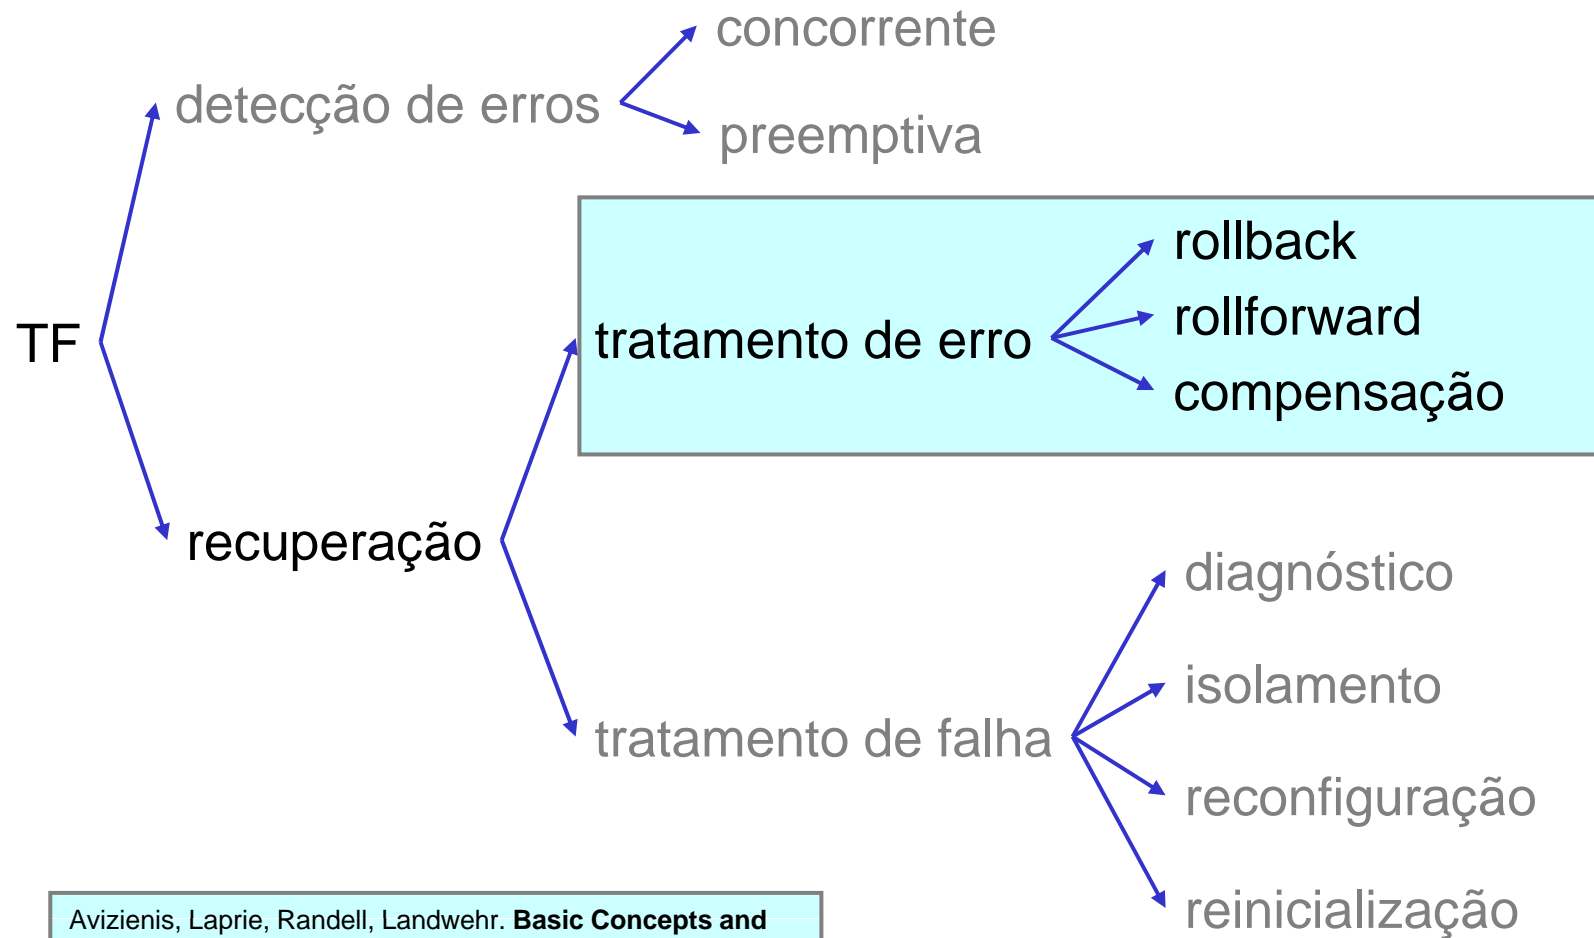 concorrente
detecção de erros
preemptiva
rollback
TF
tratamento de erro
rollforward
compensação
recuperação
diagnóstico
isolamento
tratamento de falha
reconfiguração
reinicialização
Avizienis, Laprie, Randell, Landwehr. Basic Concepts and